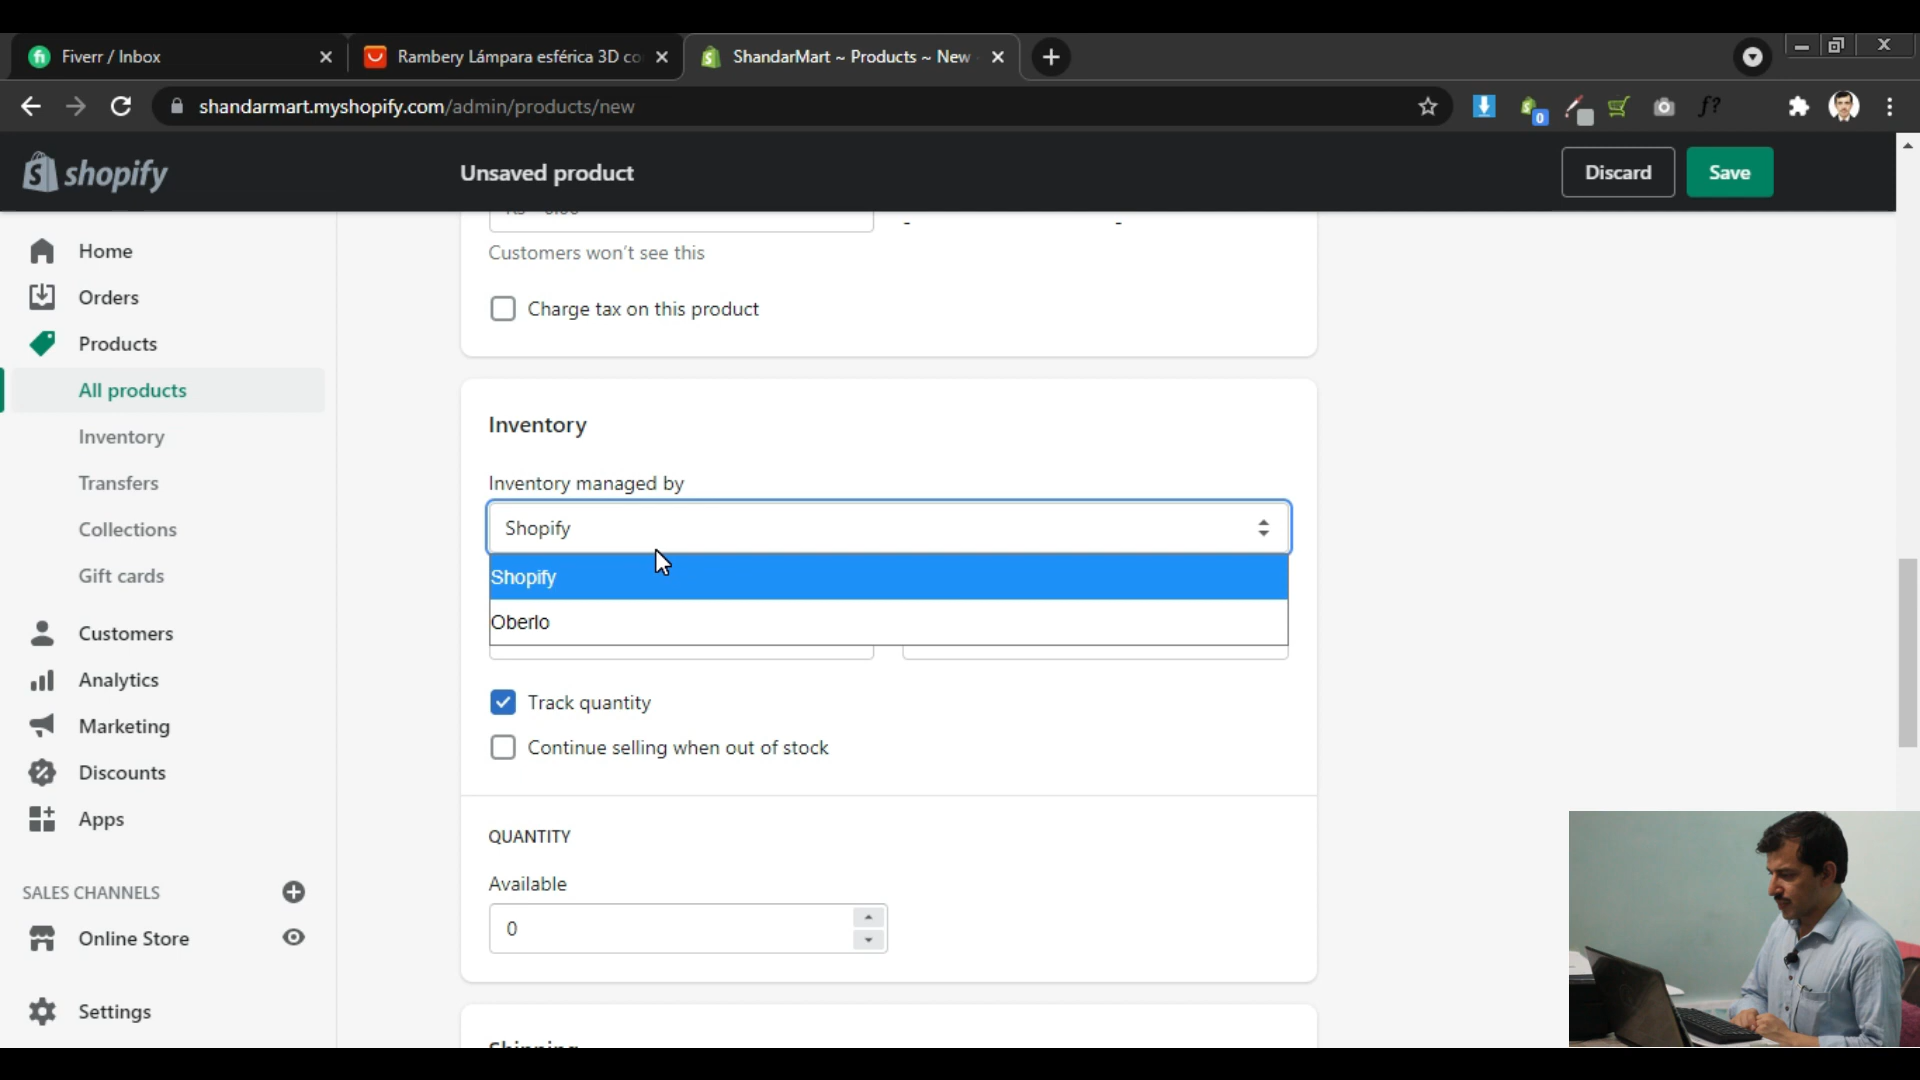 Fiverr / Inbox
Rambery Lámpara esférica 3D co
ShandarMart ~ Products ~ New
shandarmart.myshopify.com/admin/products/new
0
f?
shopify
Unsaved product
Discard
Save
Home
Orders
Products
All products
Inventory
Transfers
Collections
Gift cards
Customers
Analytics
Marketing
Discounts
Apps
SALES CHANNELS
Online Store
Settings
- -
Customers won't see this
Charge tax on this product
Inventory
Inventory managed by
Shopify
Shopify
Oberlo
Track quantity
Continue selling when out of stock
QUANTITY
Available
0
Shipping